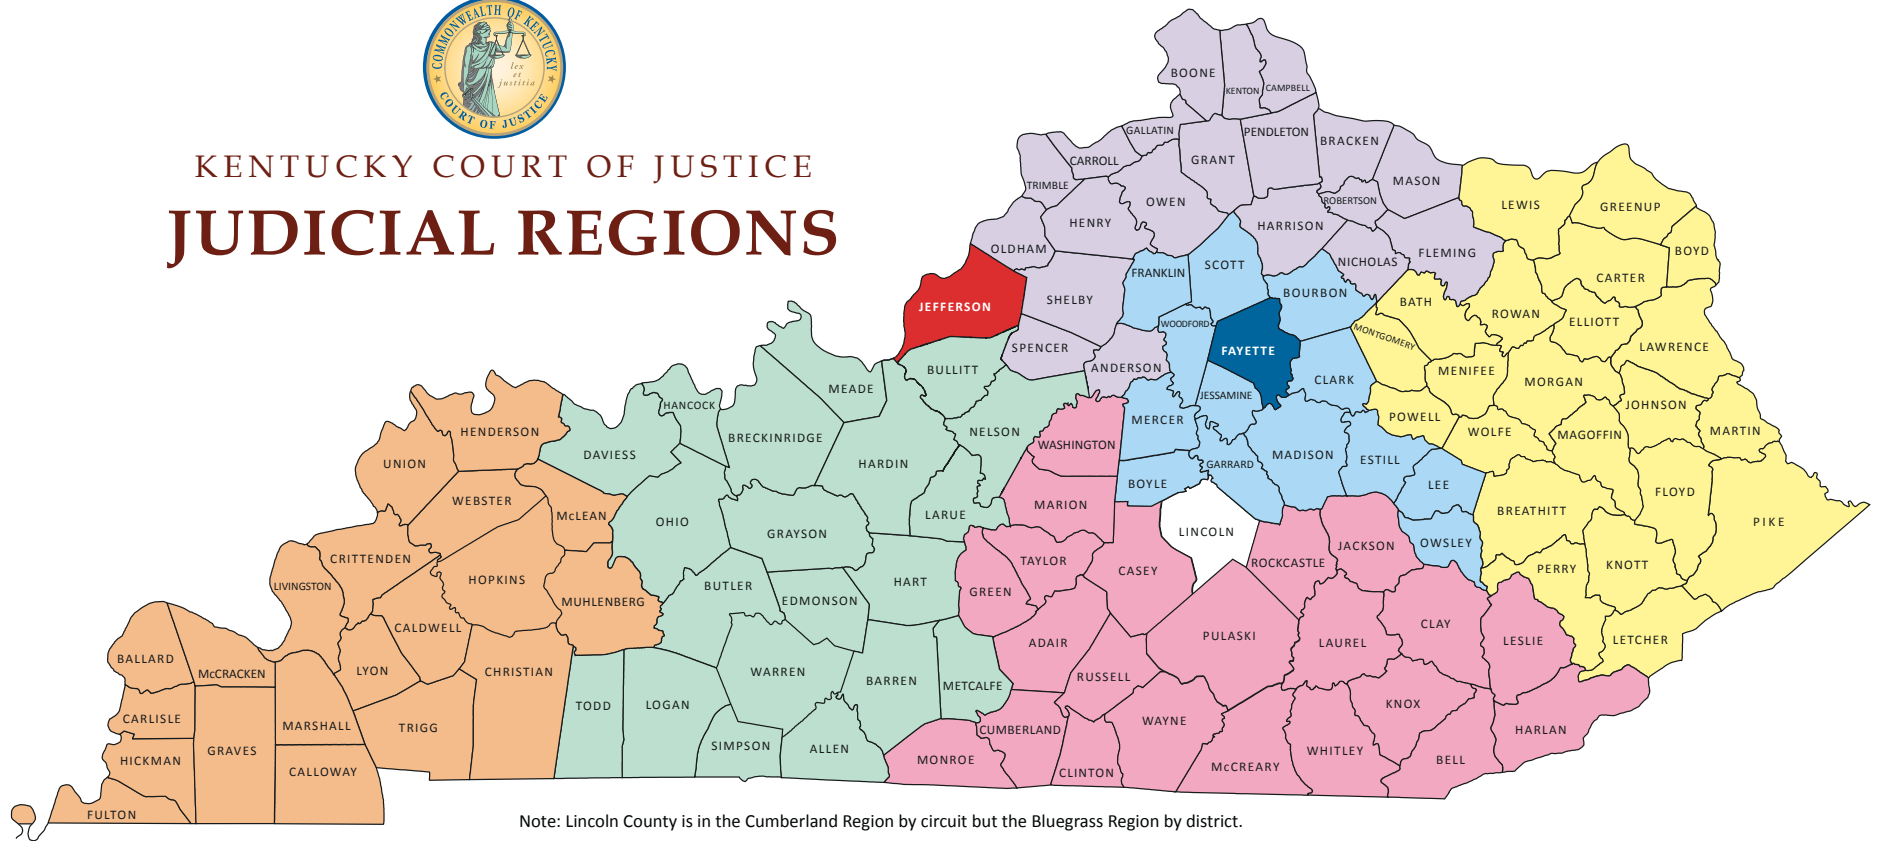 COMMONWEALTH OF KENTUCKY
lex
et
justitia
COURT OF JUSTICE
KENTUCKY COURT OF JUSTICE
JUDICIAL REGIONS
BOONE
KENTON
CAMPBELL
GALLATIN
PENDLETON
BRACKEN
CARROLL
GRANT
MASON
TRIMBLE
OWEN
ROBERTSON
LEWIS
GREENUP
HENRY
HARRISON
OLDHAM
FLEMING
BOYD
FRANKLIN
SCOTT
NICHOLAS
CARTER
JEFFERSON
SHELBY
BOURBON
BATH
ROWAN
ELLIOTT
WOODFORD
MONTGOMERY
SPENCER
FAYETTE
LAWRENCE
BULLITT
ANDERSON
CLARK
MENIFEE
MORGAN
MEADE
JESSAMINE
HANCOCK
JOHNSON
HENDERSON
BRECKINRIDGE
NELSON
MERCER
POWELL
WOLFE
MAGOFFIN
MARTIN
DAVIESS
WASHINGTON
UNION
HARDIN
GARRARD
MADISON
ESTILL
BOYLE
LEE
WEBSTER
FLOYD
McLEAN
OHIO
LARUE
MARION
BREATHITT
PIKE
GRAYSON
LINCOLN
CRITTENDEN
JACKSON
OWSLEY
LIVINGSTON
HOPKINS
BUTLER
HART
TAYLOR
CASEY
ROCKCASTLE
PERRY
KNOTT
MUHLENBERG
EDMONSON
GREEN
CALDWELL
CLAY
PULASKI
LAUREL
LESLIE
LETCHER
ADAIR
BALLARD
McCRACKEN
LYON
CHRISTIAN
WARREN
BARREN
METCALFE
RUSSELL
TODD
LOGAN
KNOX
CARLISLE
MARSHALL
TRIGG
CUMBERLAND
WAYNE
HARLAN
GRAVES
SIMPSON
ALLEN
WHITLEY
HICKMAN
MONROE
McCREARY
BELL
CALLOWAY
CLINTON
FULTON
Note: Lincoln County is in the Cumberland Region by circuit but the Bluegrass Region by district.